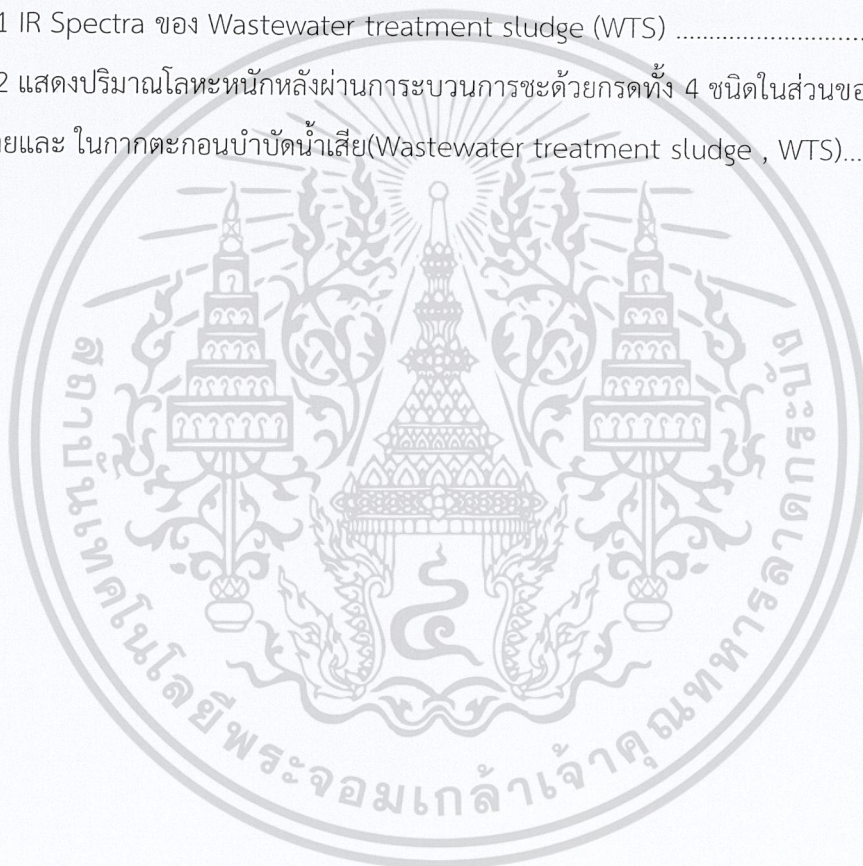 1 IR Spectra ของ Wastewater treatment sludge (WTS) ............................
2 แสดงปริมาณโลหะหนักหลังผ่านการะบวนการชะด้วยกรดทั้ง 4 ชนิดในส่วนขอ
ยและ ในกากตะกอนบำบัดน้ำเสีย(Wastewater treatment sludge , WTS)...
๔
สถาบันเทคโนโลยีพระจอมเกล้าเจ้าคุณทหารลาดกระบัง